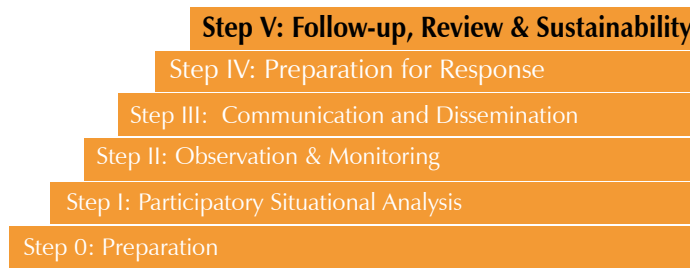 Step V: Follow-up, Review & Sustainability
Step IV: Preparation for Response
Step III: Communication and Dissemination
Step II: Observation & Monitoring
Step I: Participatory Situational Analysis
Step 0: Preparation